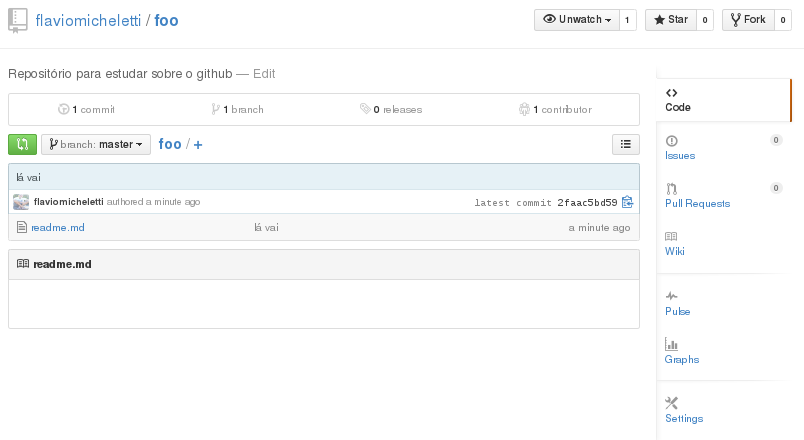 flaviomicheletti / foo
Unwatch 1 Star 0 Fork 0
Repositório para estudar sobre o github — Edit
1 commit 1 branch 0 releases 1 contributor
branch: master foo / +
lá vai
flaviomicheletti authored a minute ago latest commit 2faac5bd59
readme.md lá vai a minute ago
readme.md
Code
Issues 0
Pull Requests 0
Wiki
Pulse
Graphs
Settings